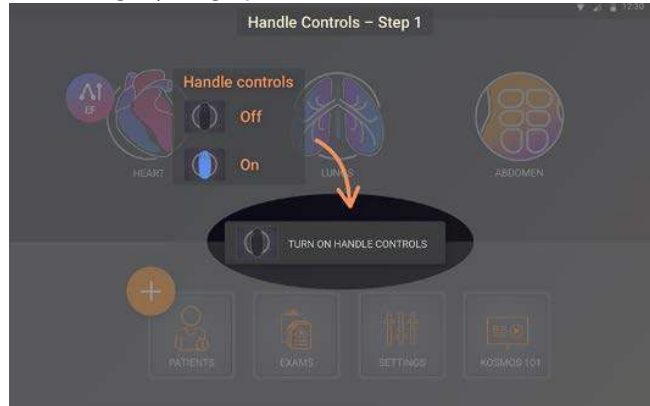 Handle Controls – Step 1
12:30
Handle controls
Off
On
AI
EF
HEART
LUNGS
ABDOMEN
TURN ON HANDLE CONTROLS
PATIENTS
EXAMS
SETTINGS
KOSMOS 101